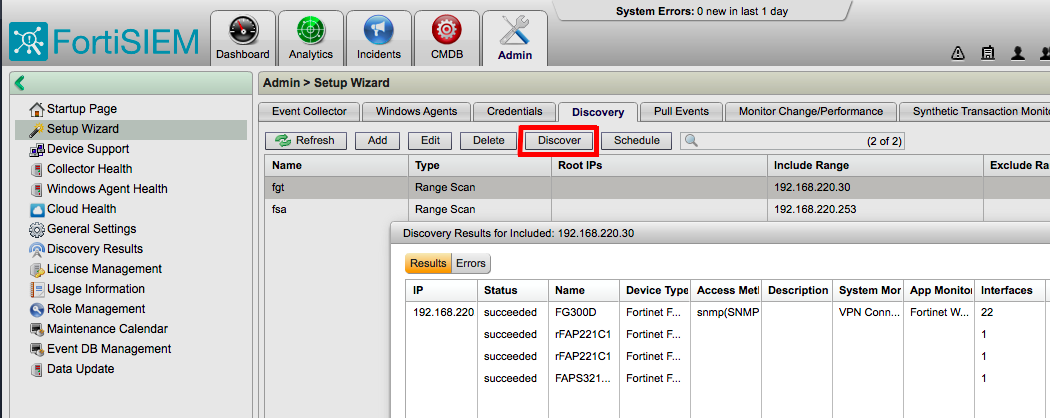 System Errors: 0 new in last 1 day
FortiSIEM
Dashboard Analytics Incidents CMDB Admin
Admin > Setup Wizard
Startup Page
Setup Wizard
Device Support
Collector Health
Windows Agent Health
Cloud Health
General Settings
Discovery Results
License Management
Usage Information
Role Management
Maintenance Calendar
Event DB Management
Data Update
Event Collector Windows Agents Credentials Discovery Pull Events Monitor Change/Performance Synthetic Transaction Monito
Refresh Add Edit Delete Discover Schedule (2 of 2)
Name Type Root IPs Include Range Exclude Ra
fgt Range Scan 192.168.220.30
fsa Range Scan 192.168.220.253
Discovery Results for Included: 192.168.220.30
Results Errors
IP Status Name Device Type Access Met Description System Mor App Monitor Interfaces
192.168.220 succeeded FG300D Fortinet F... snmp(SNMP VPN Conn... Fortinet W... 22
succeeded rFAP221C1 Fortinet F... 1
succeeded rFAP221C1 Fortinet F... 1
succeeded FAPS321... Fortinet F... 1